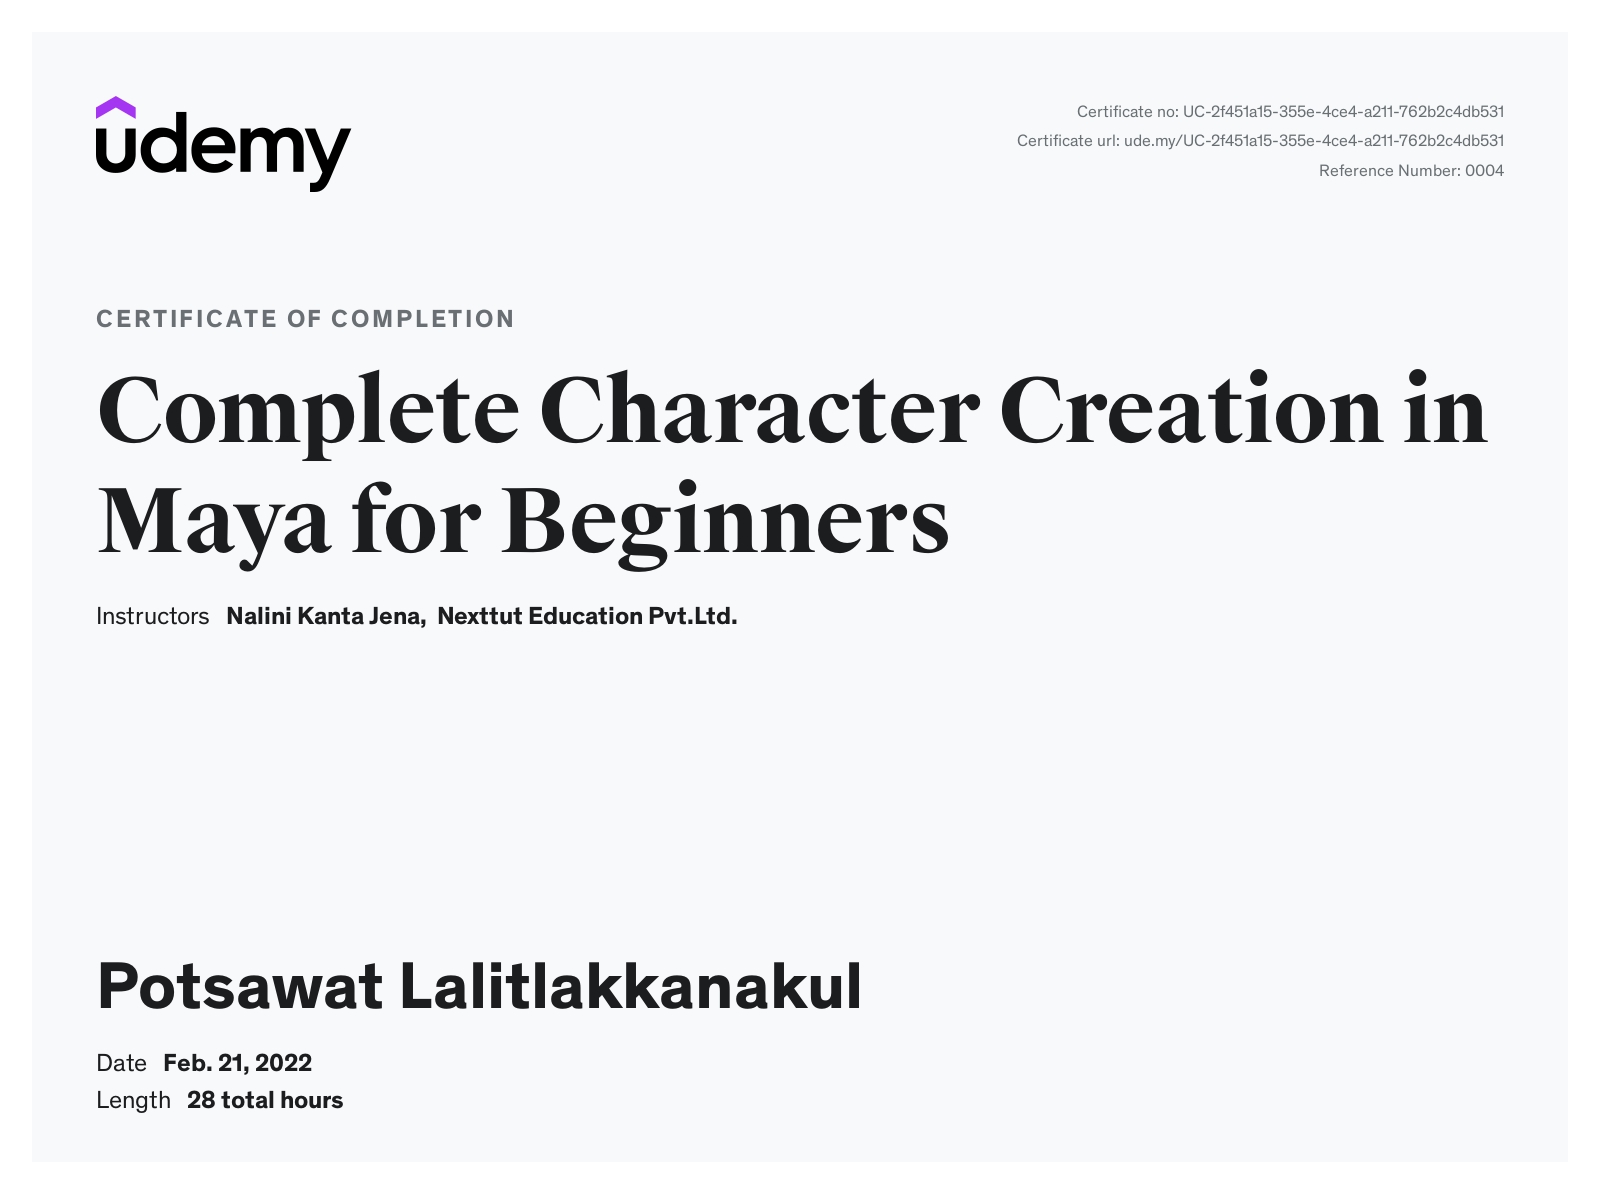 udemy
Certificate no: UC-2f451a15-355e-4ce4-a211-762b2c4db531
Certificate url: ude.my/UC-2f451a15-355e-4ce4-a211-762b2c4db531
Reference Number: 0004
CERTIFICATE OF COMPLETION
Complete Character Creation in
Maya for Beginners
Instructors Nalini Kanta Jena, Nexttut Education Pvt.Ltd.
Potsawat Lalitlakkanakul
Date Feb. 21, 2022
Length 28 total hours